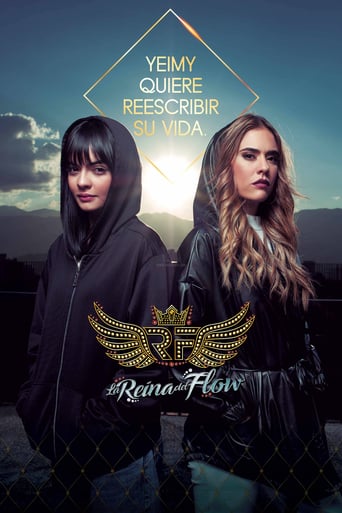 YEIMY
QUIERE
REESCRIBIR
SU VIDA.
RF
La Reina del Flow